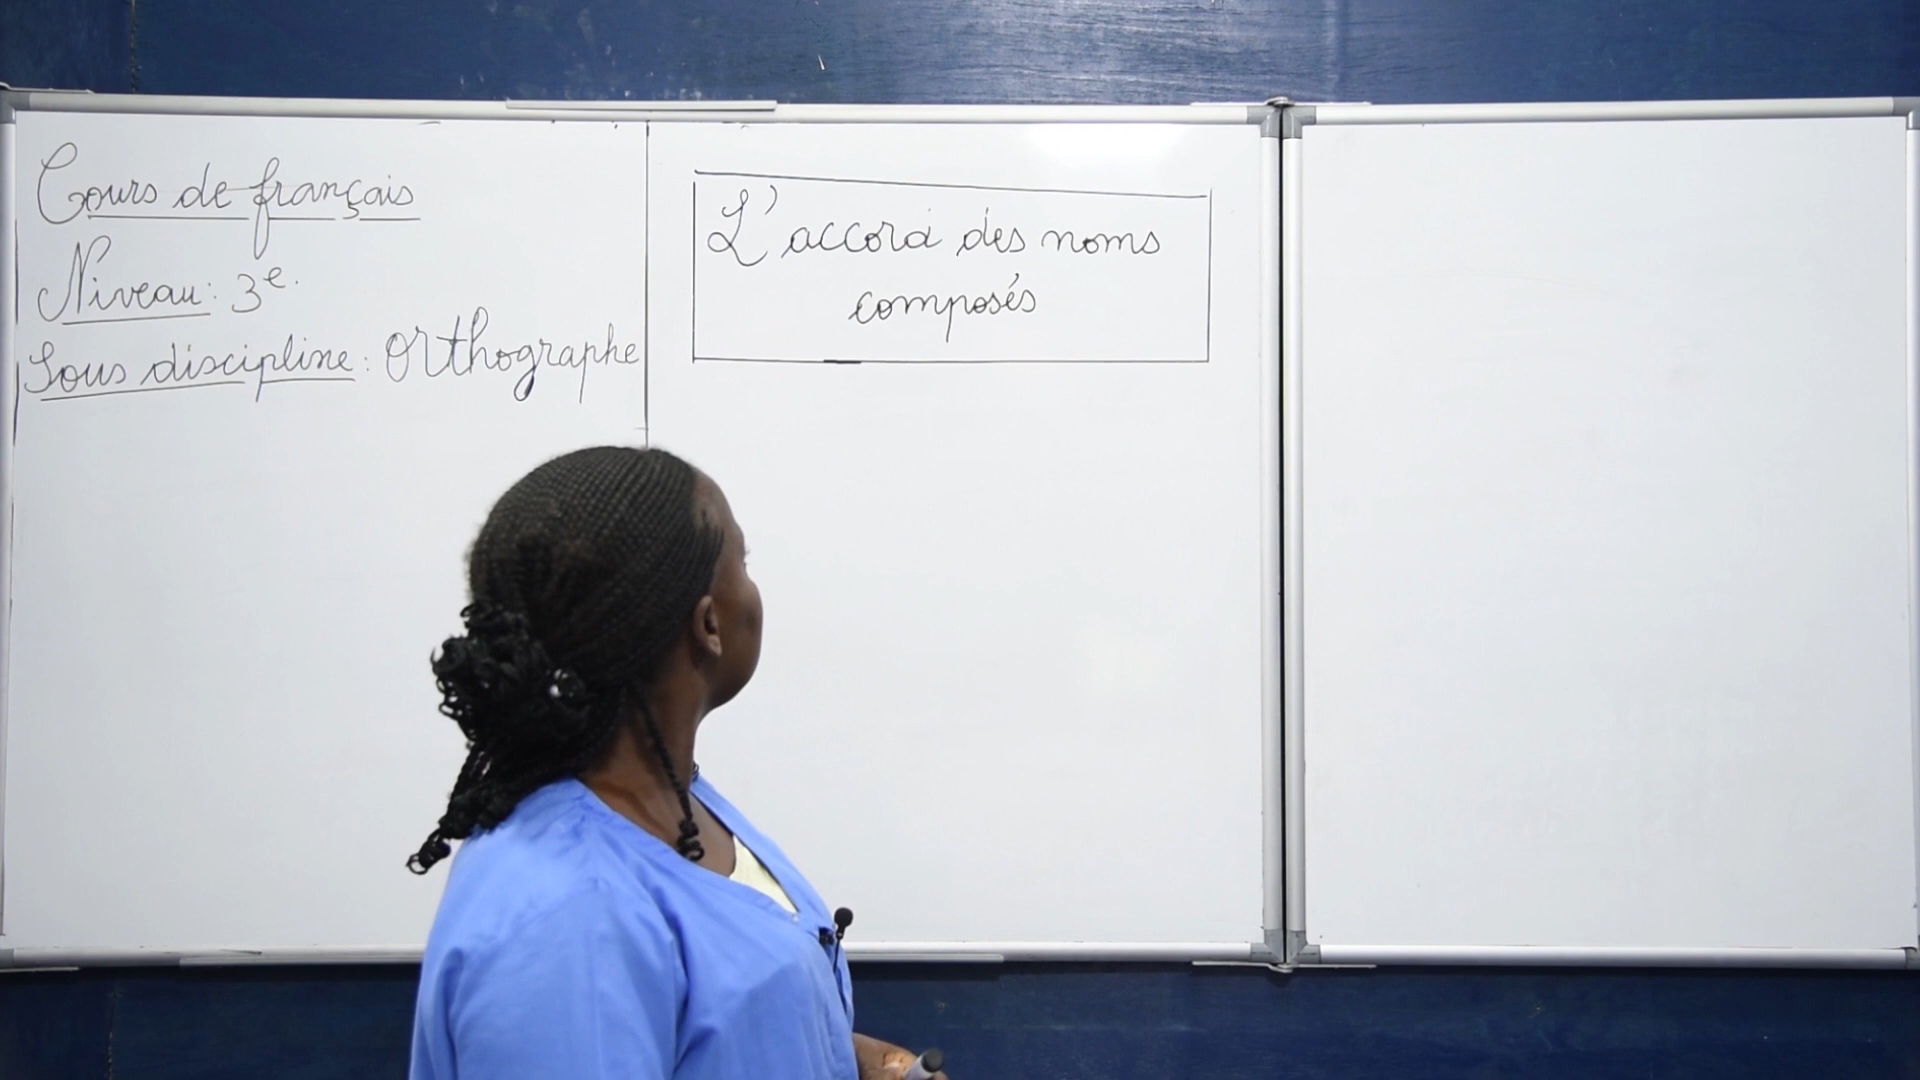 Cours de français
Niveau : 3e.
Sous discipline : Orthographe
L'accord des noms
composés